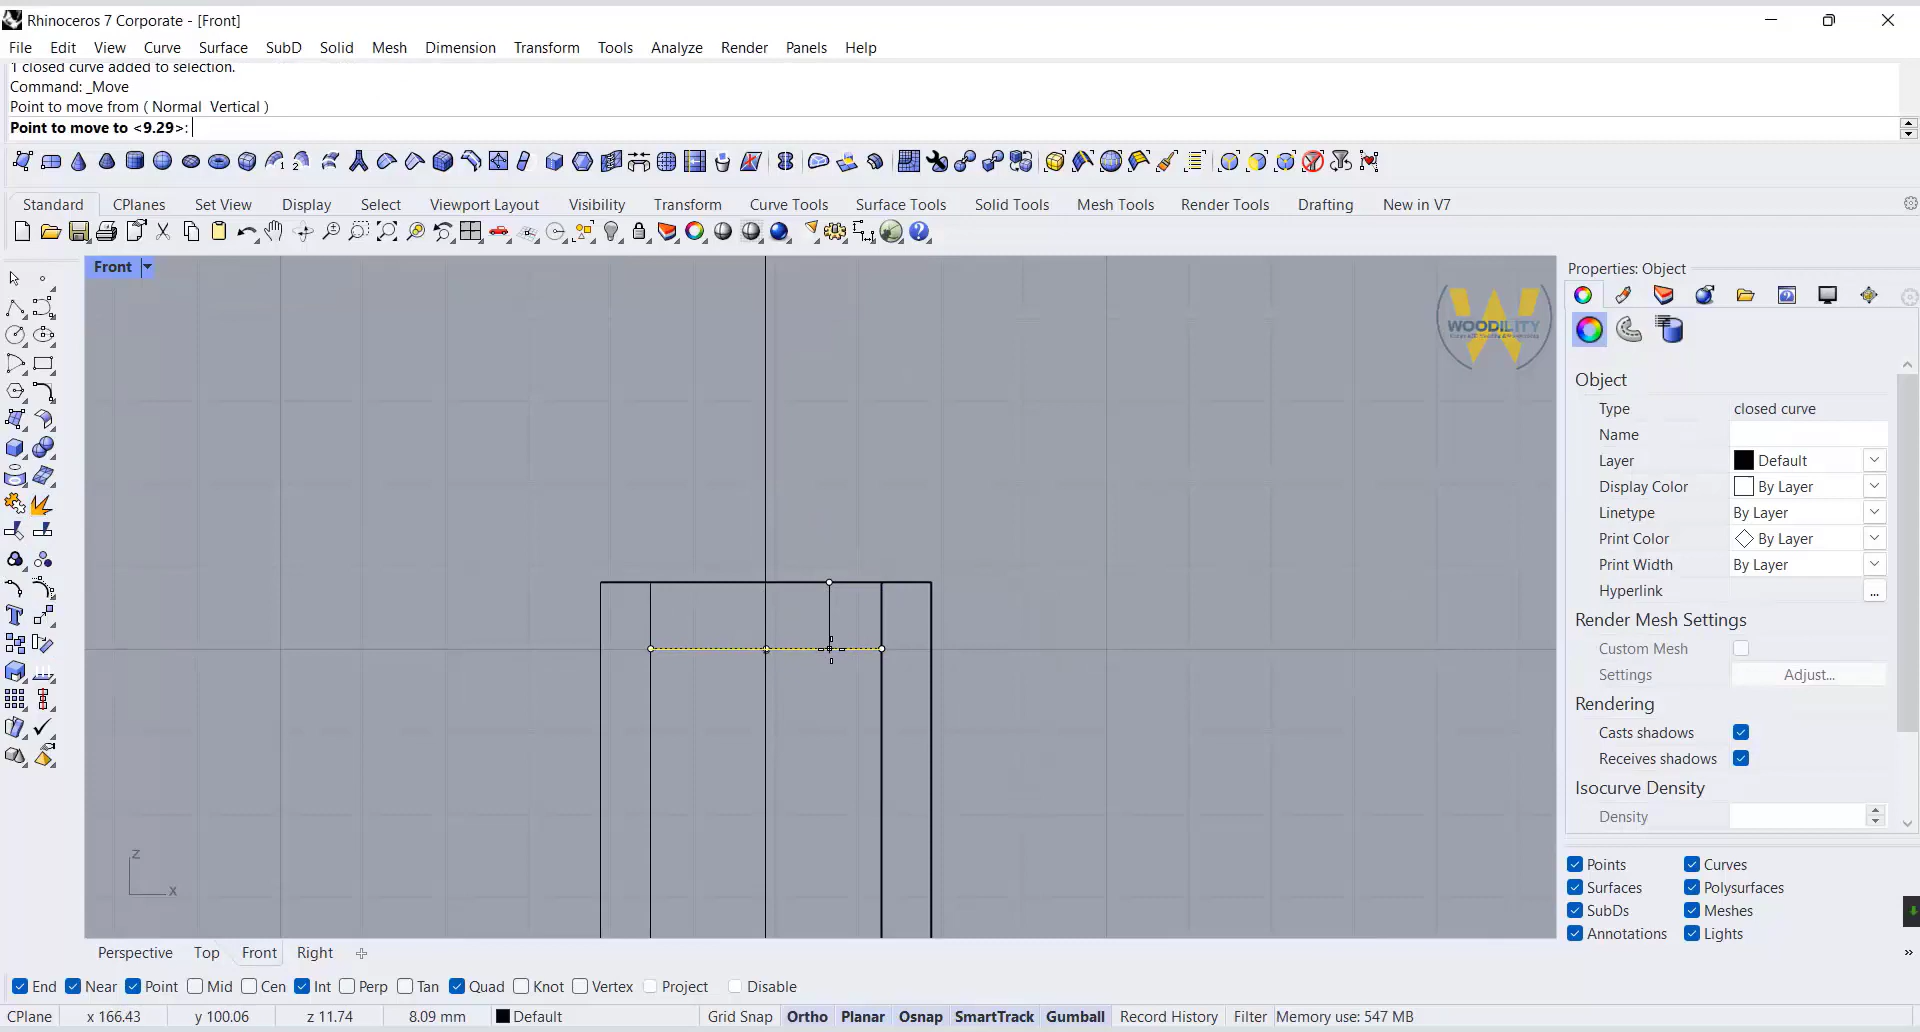 Rhinoceros 7 Corporate - [Front]
File Edit View Curve Surface SubD Solid Mesh Dimension Transform Tools Analyze Render Panels Help
1 closed curve added to selection.
Command: _Move
Point to move from ( Normal Vertical )
Point to move to <9.29>:
Standard CPlanes Set View Display Select Viewport Layout Visibility Transform Curve Tools Surface Tools Solid Tools Mesh Tools Render Tools Drafting New in V7
Front
WOODILITY
z
x
Properties: Object
Object
Type closed curve
Name
Layer Default
Display Color By Layer
Linetype By Layer
Print Color By Layer
Print Width By Layer
Hyperlink ...
Render Mesh Settings
Custom Mesh
Settings Adjust...
Rendering
Casts shadows
Receives shadows
Isocurve Density
Density
Points Curves
Surfaces Polysurfaces
SubDs Meshes
Annotations Lights
Perspective Top Front Right
End Near Point Mid Cen Int Perp Tan Quad Knot Vertex Project Disable
CPlane x 166.43 y 100.06 z 11.74 8.09 mm Default Grid Snap Ortho Planar Osnap SmartTrack Gumball Record History Filter Memory use: 547 MB